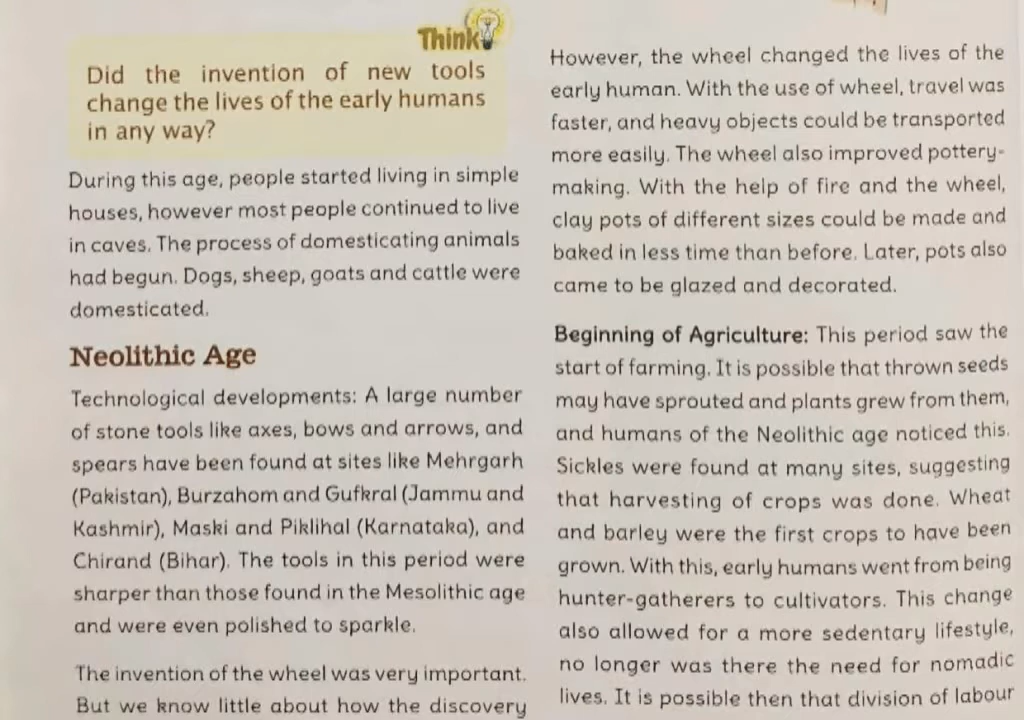 Think
Did the invention of new tools
change the lives of the early humans
in any way?
During this age, people started living in simple
houses, however most people continued to live
in caves. The process of domesticating animals
had begun. Dogs, sheep, goats and cattle were
domesticated.
Neolithic Age
Technological developments: A large number
of stone tools like axes, bows and arrows, and
spears have been found at sites like Mehrgarh
(Pakistan), Burzahom and Gufkral (Jammu and
Kashmir), Maski and Piklihal (Karnataka), and
Chirand (Bihar). The tools in this period were
sharper than those found in the Mesolithic age
and were even polished to sparkle.
The invention of the wheel was very important.
But we know little about how the discovery
However, the wheel changed the lives of the
early human. With the use of wheel, travel was
faster, and heavy objects could be transported
more easily. The wheel also improved pottery-
making. With the help of fire and the wheel,
clay pots of different sizes could be made and
baked in less time than before. Later, pots also
came to be glazed and decorated.
Beginning of Agriculture: This period saw the
start of farming. It is possible that thrown seeds
may have sprouted and plants grew from them,
and humans of the Neolithic age noticed this.
Sickles were found at many sites, suggesting
that harvesting of crops was done. Wheat
and barley were the first crops to have been
grown. With this, early humans went from being
hunter-gatherers to cultivators. This change
also allowed for a more sedentary lifestyle,
no longer was there the need for nomadic
lives. It is possible then that division of labour